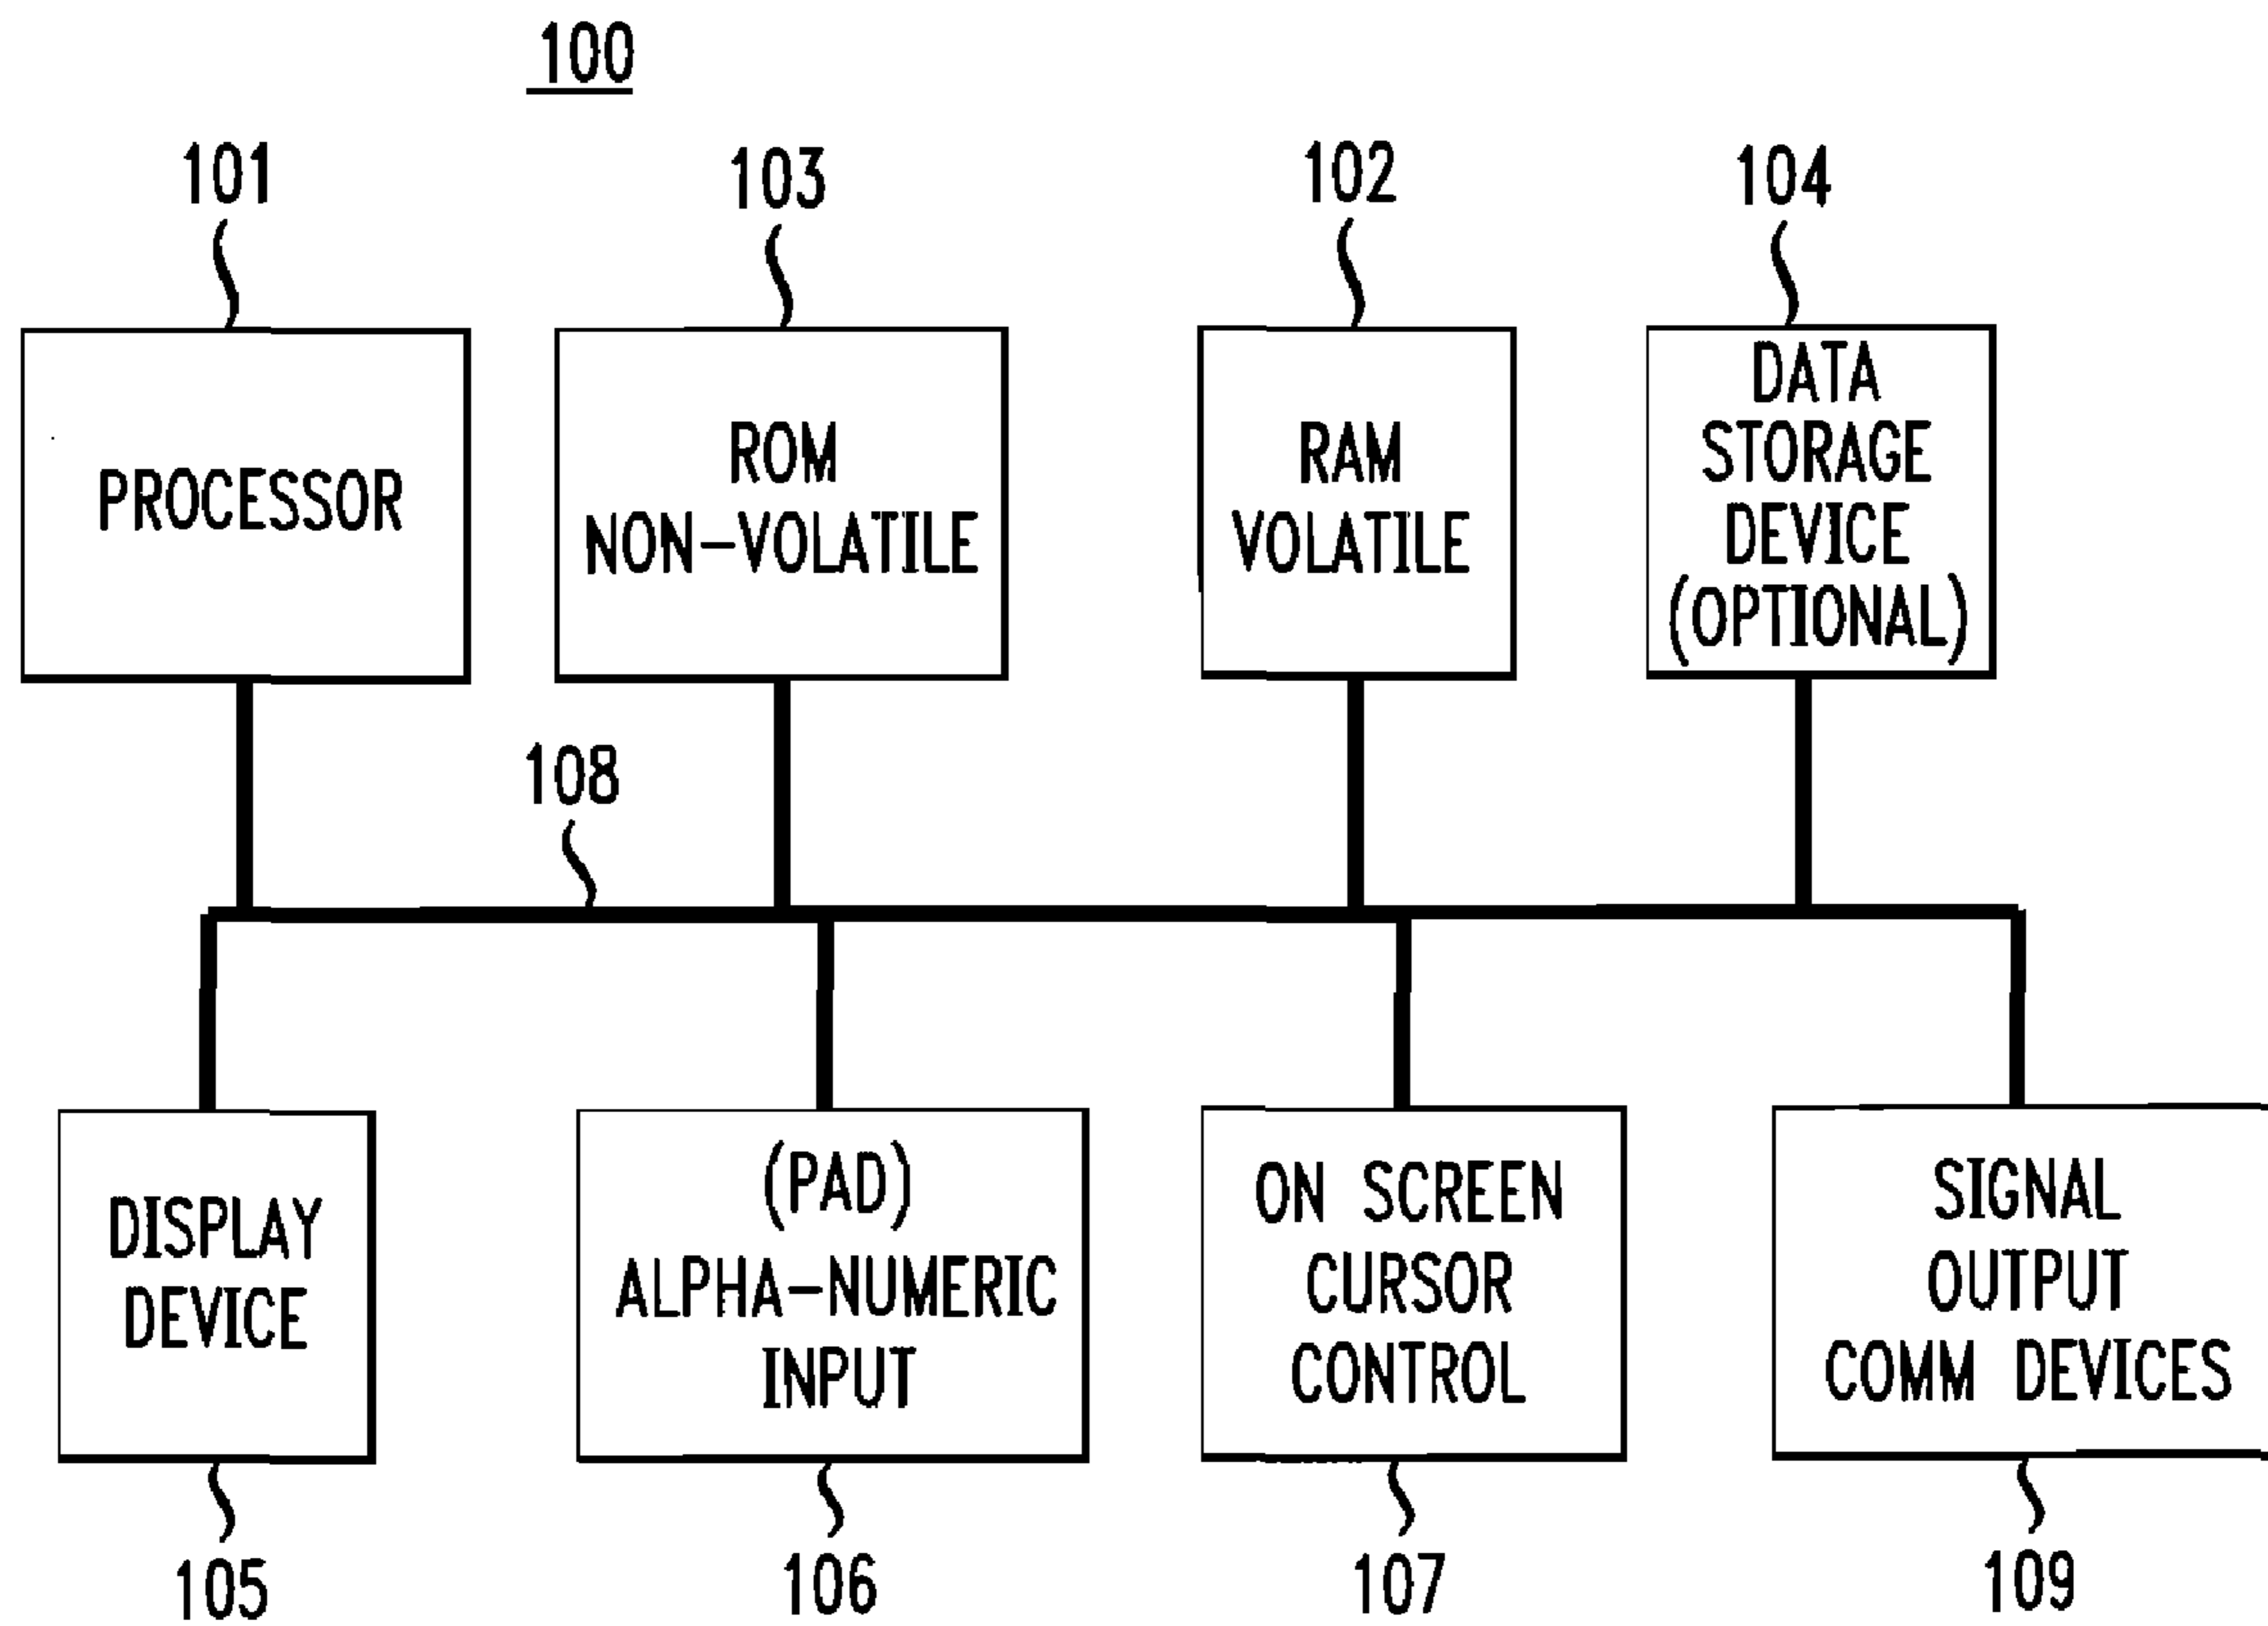 100
101
103
102
104
PROCESSOR
ROM
NON-VOLATILE
RAM
VOLATILE
DATA
STORAGE
DEVICE
(OPTIONAL)
108
DISPLAY
DEVICE
(PAD)
ALPHA-NUMERIC
INPUT
ON SCREEN
CURSOR
CONTROL
SIGNAL
OUTPUT
COMM DEVICES
105
106
107
109